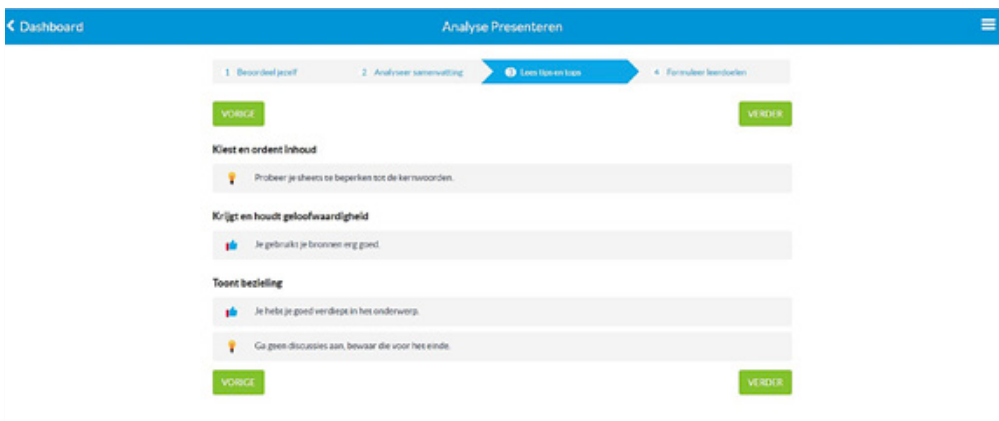 Dashboard
Analyse Presenteren
1 Beoordeel jezelf
2 Analyseer samenvatting
3 Lees tips en tops
4 Formuleer leerdoelen
VORIGE
VERDER
Kiest en ordent inhoud
Probeer je sheets te beperken tot de kernwoorden.
Krijgt en houdt geloofwaardigheid
Je gebruikt je bronnen erg goed.
Toont bezieling
Je hebt je goed verdiept in het onderwerp.
Ga geen discussies aan, bewaar die voor het einde.
VORIGE
VERDER